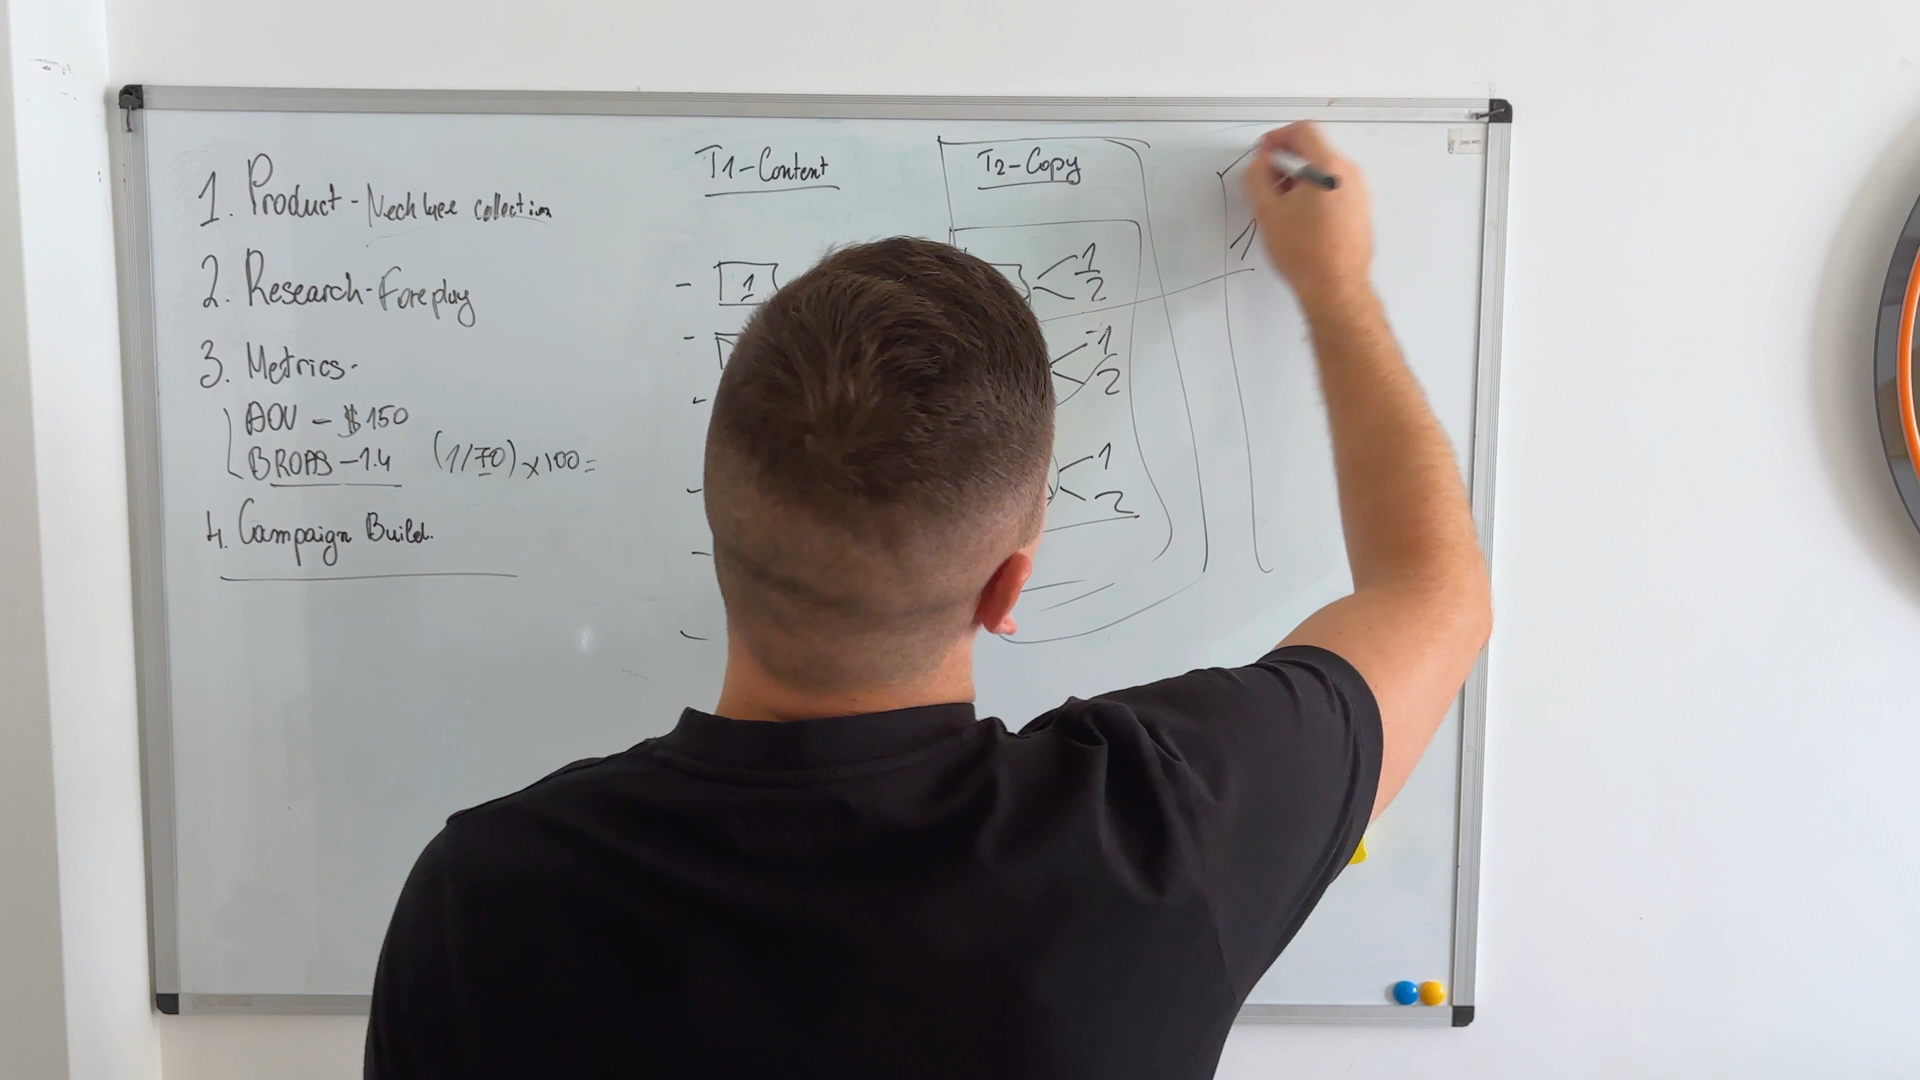 1. Product - Necklace collection
2. Research - Foreplay
3. Metrics.
AOV - $150
BROAS - 1.4 (1/70) x 100 =
4. Campaign Build.
T1 - Content
1
T2 - Copy
1
2
1
2
1
2
1